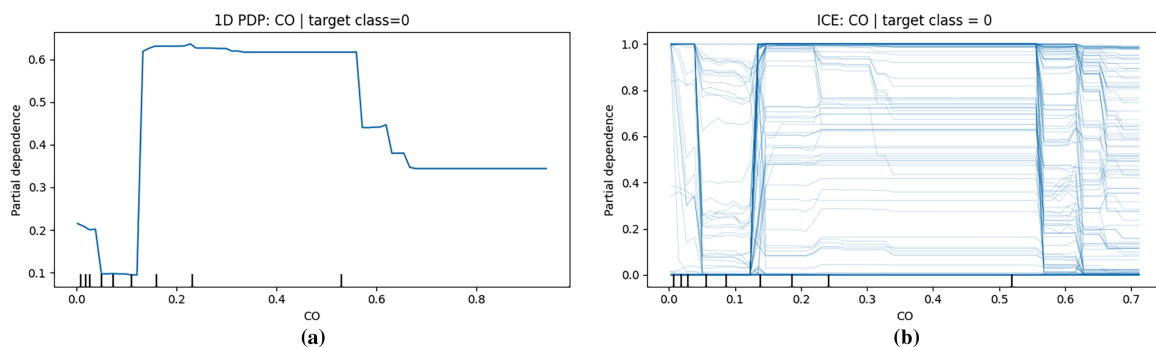 1D PDP: CO | target class=0
Partial dependence
0.6
0.5
0.4
0.3
0.2
0.1
0.0 0.2 0.4 0.6 0.8
CO
(a)
ICE: CO | target class = 0
Partial dependence
1.0
0.8
0.6
0.4
0.2
0.0
0.0 0.1 0.2 0.3 0.4 0.5 0.6 0.7
CO
(b)